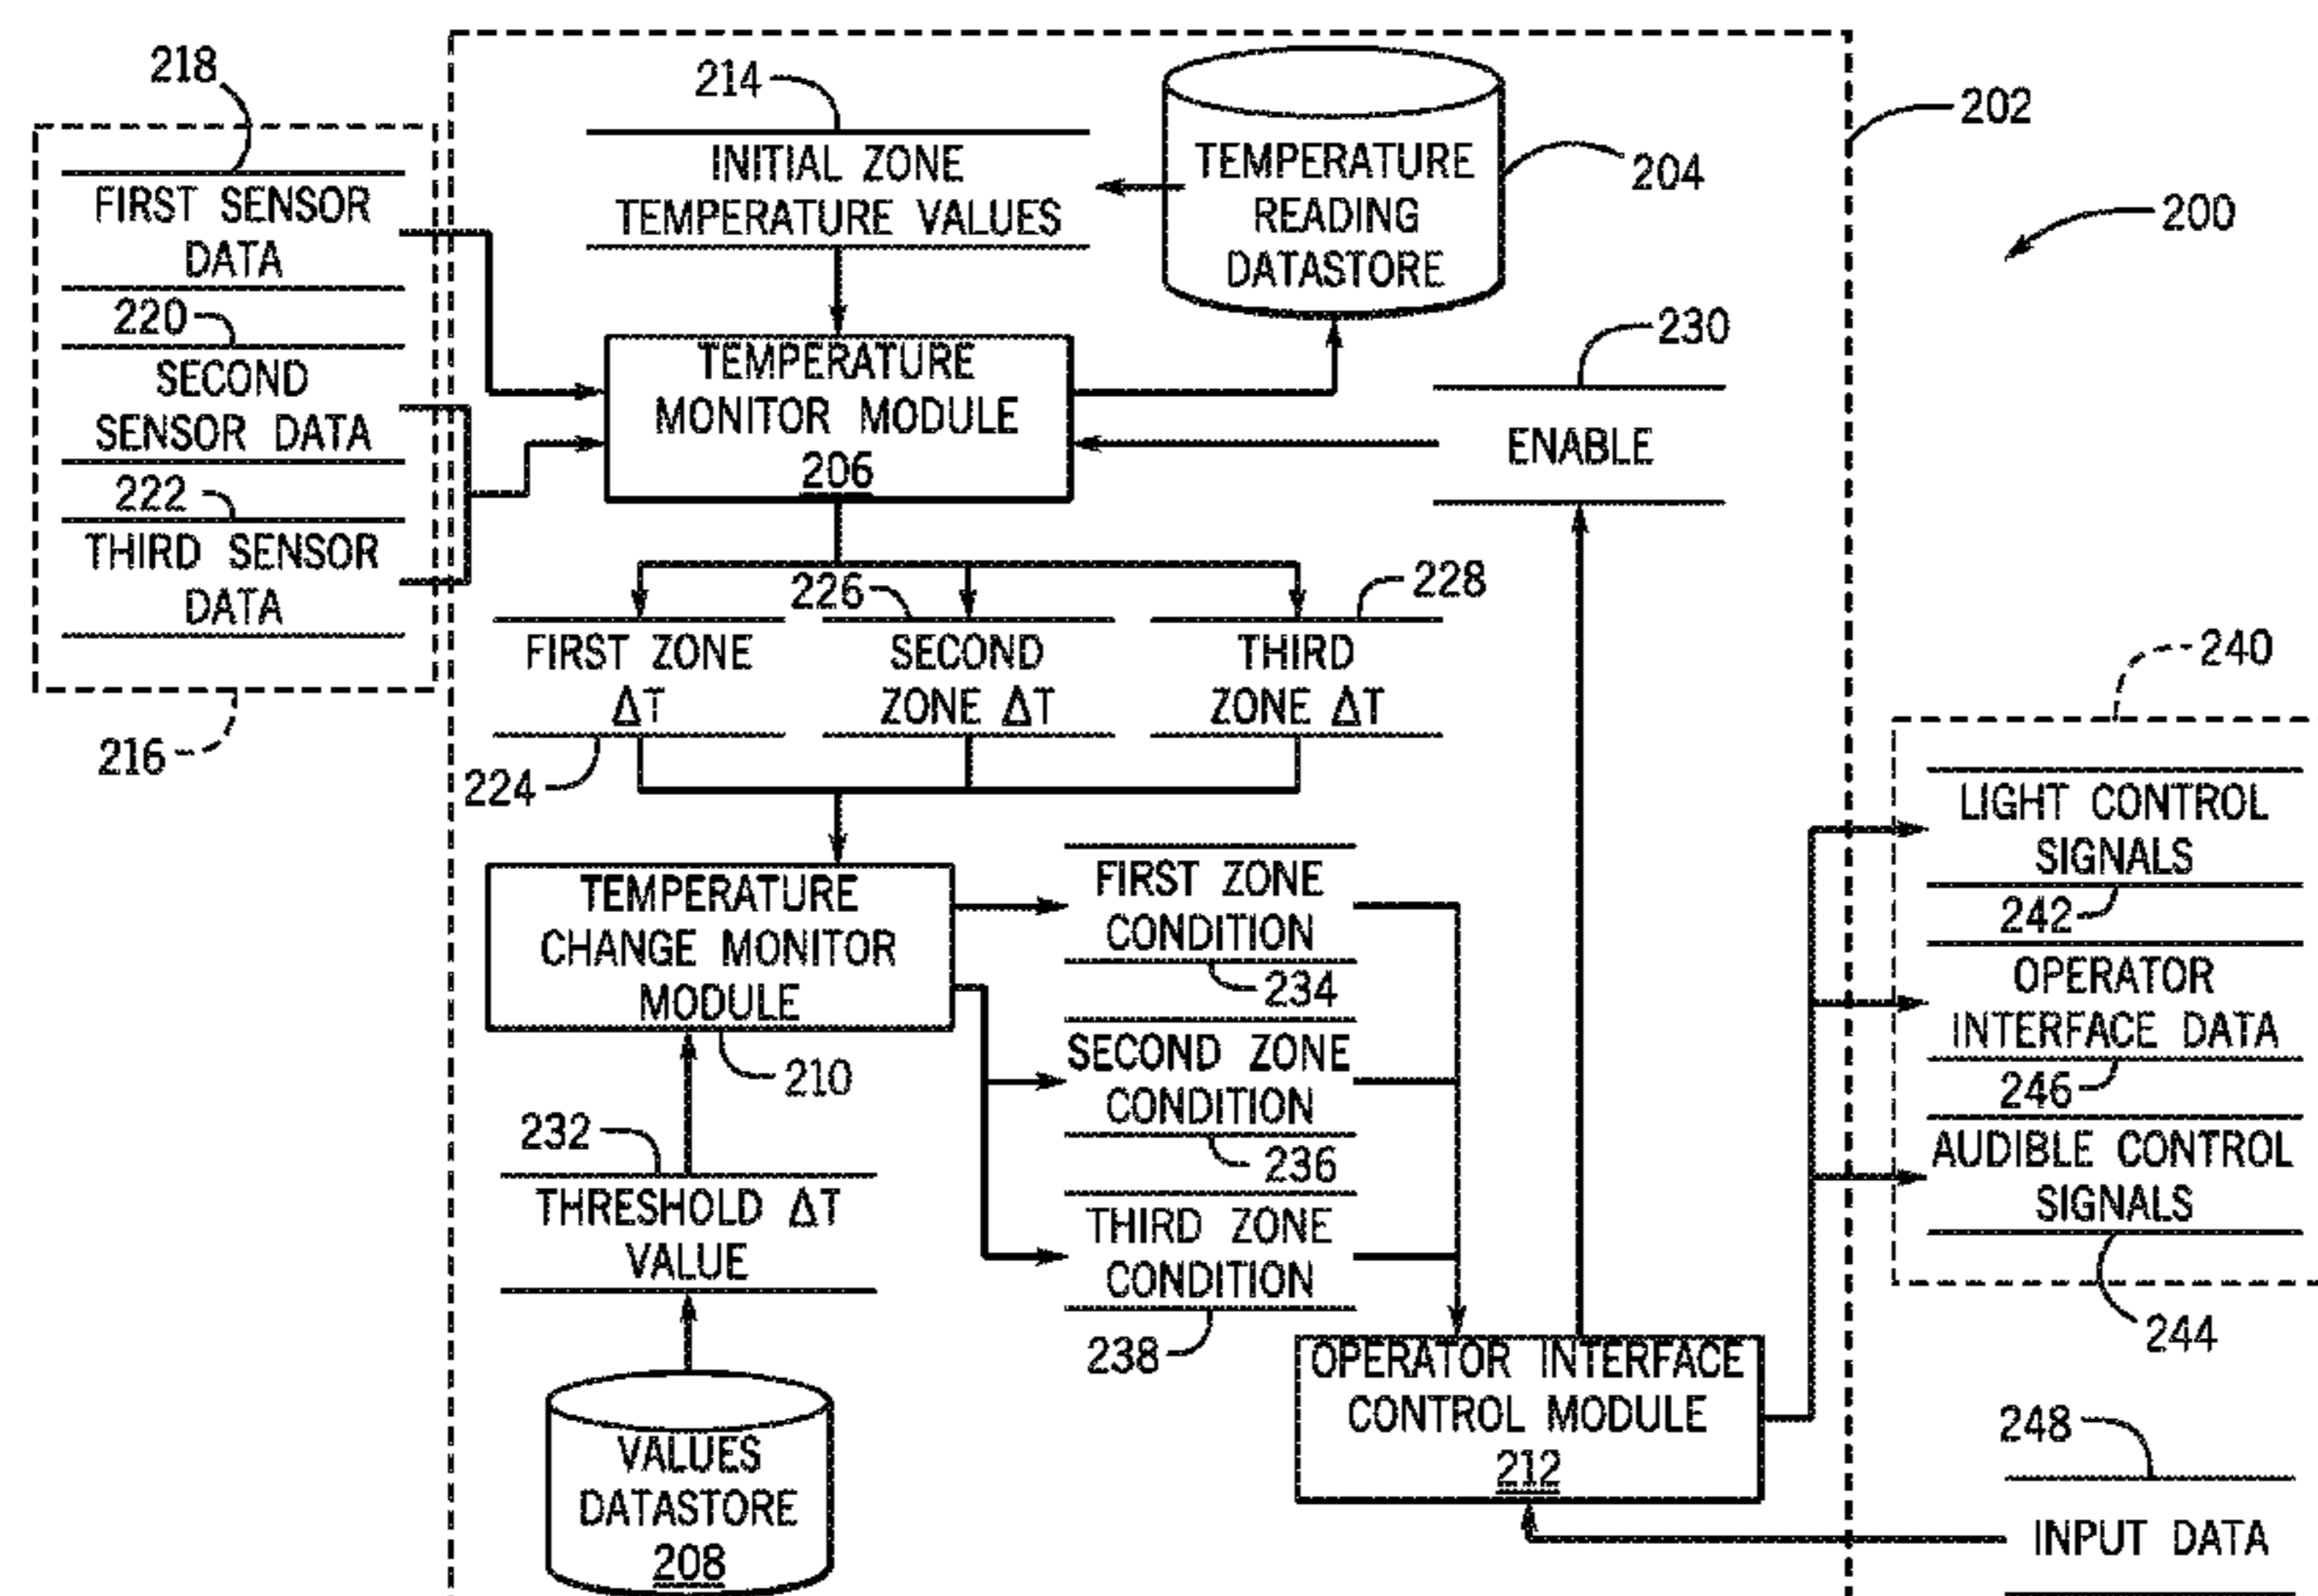 218
214
202
INITIAL ZONE
TEMPERATURE VALUES
TEMPERATURE
READING
DATASTORE
204
200
FIRST SENSOR
DATA
220
SECOND
SENSOR DATA
222
THIRD SENSOR
DATA
216
230
TEMPERATURE
MONITOR MODULE
206
ENABLE
226
228
FIRST ZONE
ΔT
SECOND
ZONE ΔT
THIRD
ZONE ΔT
224
240
LIGHT CONTROL
SIGNALS
242
OPERATOR
INTERFACE DATA
246
AUDIBLE CONTROL
SIGNALS
244
TEMPERATURE
CHANGE MONITOR
MODULE
210
FIRST ZONE
CONDITION
234
SECOND ZONE
CONDITION
236
THIRD ZONE
CONDITION
238
232
THRESHOLD ΔT
VALUE
VALUES
DATASTORE
208
OPERATOR INTERFACE
CONTROL MODULE
212
248
INPUT DATA